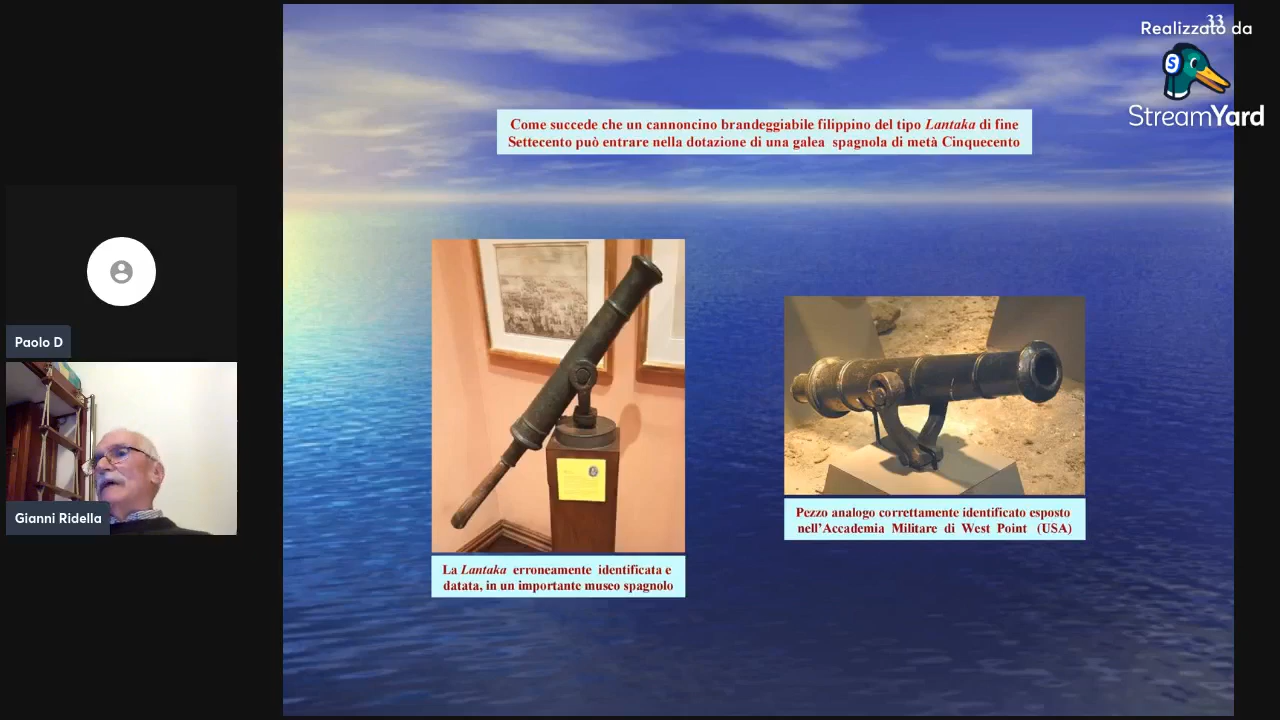 33
Realizzato da
StreamYard
Come succede che un cannoncino brandeggiabile filippino del tipo Lantaka di fine
Settecento può entrare nella dotazione di una galea spagnola di metà Cinquecento
Paolo D
Gianni Ridella
Pezzo analogo correttamente identificato esposto
nell'Accademia Militare di West Point (USA)
La Lantaka erroneamente identificata e
datata, in un importante museo spagnolo